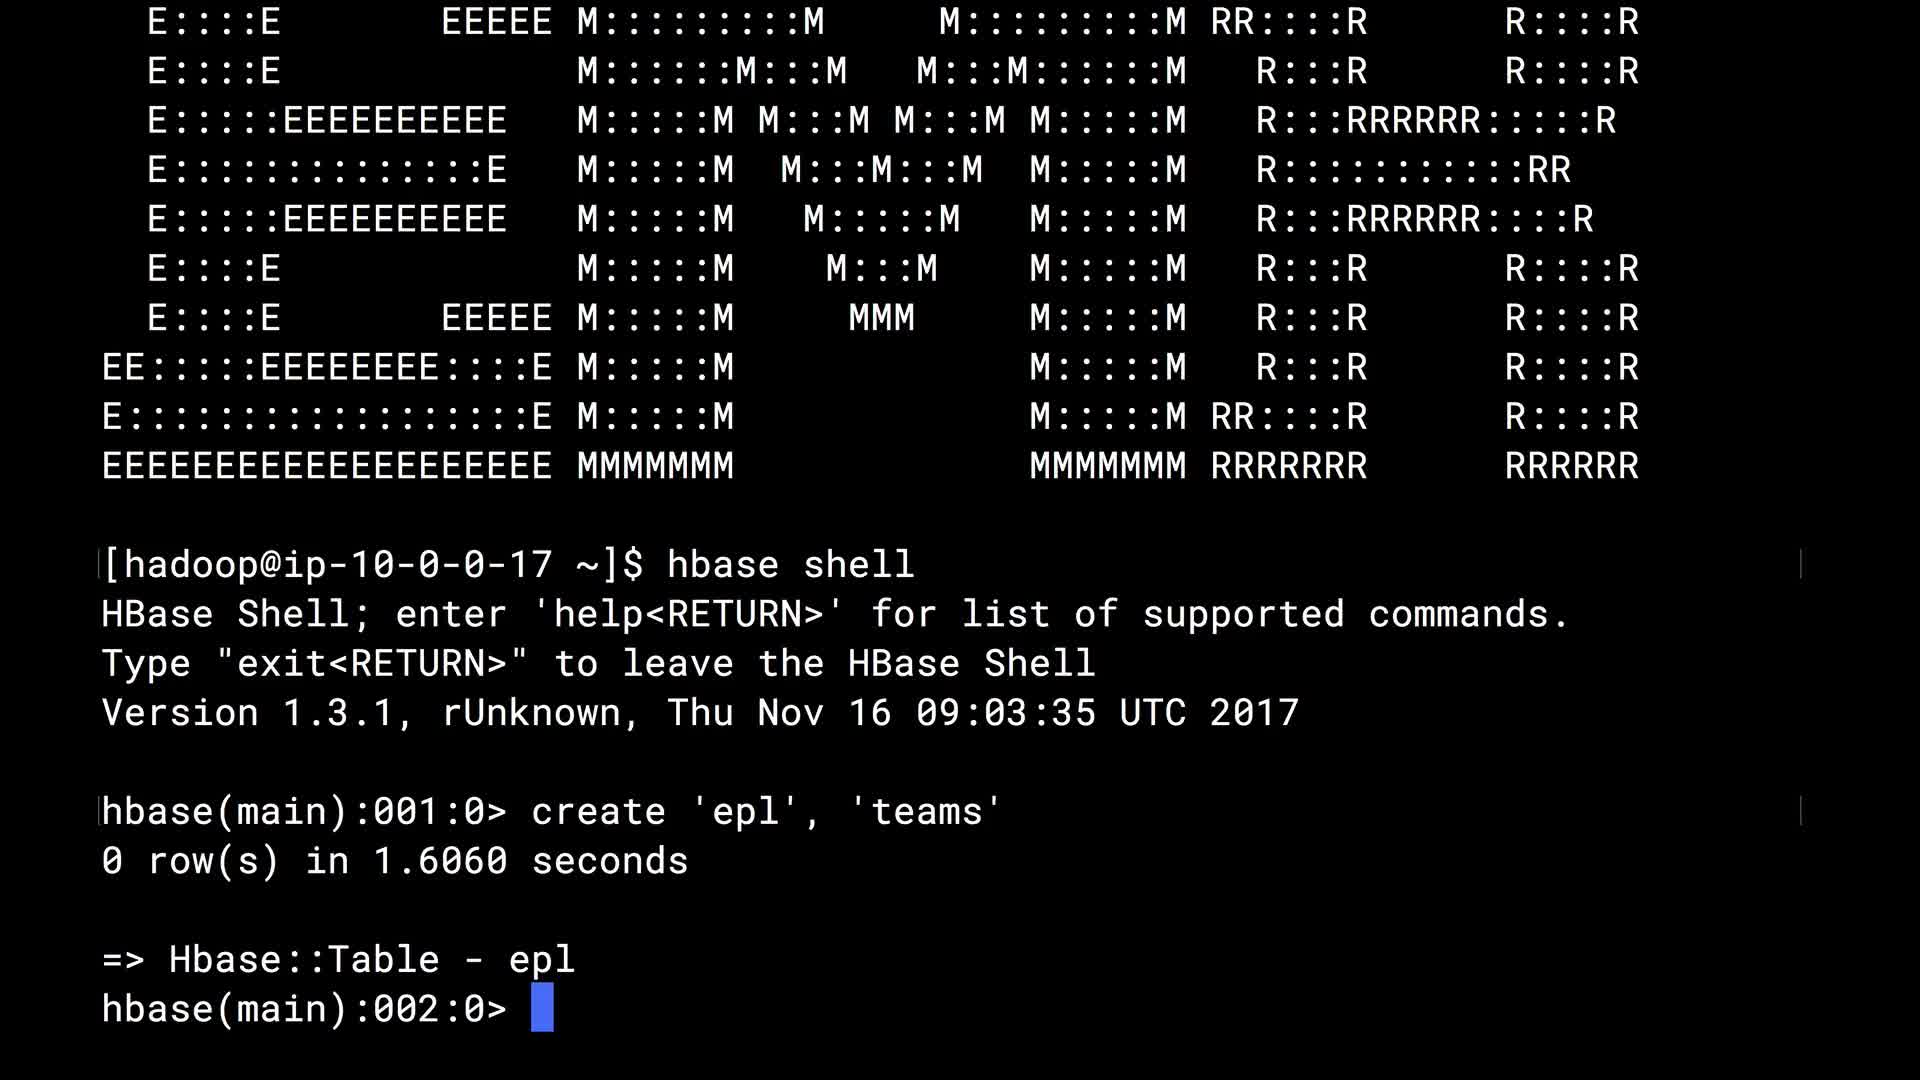 E::::E       EEEEE M:::::::::M     M:::::::::M RR::::R      R::::R
E::::E             M::::::M:::M   M:::M::::::M   R:::R      R::::R
E:::::EEEEEEEEEE   M:::::M M:::M M:::M M:::::M   R:::RRRRRR:::::R
E::::::::::::::E   M:::::M  M:::M:::M  M:::::M   R:::::::::::RR
E:::::EEEEEEEEEE   M:::::M   M:::::M   M:::::M   R:::RRRRRR::::R
E::::E             M:::::M    M:::M    M:::::M   R:::R      R::::R
E::::E       EEEEE M:::::M     MMM     M:::::M   R:::R      R::::R
EE:::::EEEEEEEE::::E M:::::M             M:::::M   R:::R      R::::R
E::::::::::::::::::E M:::::M             M:::::M RR::::R      R::::R
EEEEEEEEEEEEEEEEEEEE MMMMMMM             MMMMMMM RRRRRRR      RRRRRR
[hadoop@ip-10-0-0-17 ~]$ hbase shell
HBase Shell; enter 'help<RETURN>' for list of supported commands.
Type "exit<RETURN>" to leave the HBase Shell
Version 1.3.1, rUnknown, Thu Nov 16 09:03:35 UTC 2017
hbase(main):001:0> create 'epl', 'teams'
0 row(s) in 1.6060 seconds
=> Hbase::Table - epl
hbase(main):002:0>